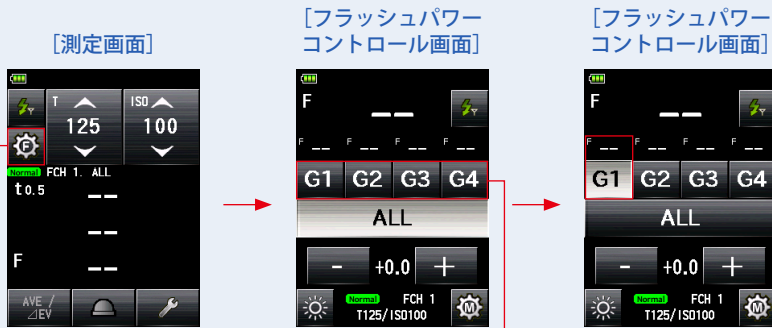 [測定画面]
T
125
ISO
100
F
Normal FCH 1. ALL
t0.5 --
--
F --
AVE / ⊿EV
[フラッシュパワー
コントロール画面]
F --
F -- F -- F -- F --
G1 G2 G3 G4
ALL
- +0.0 +
Normal FCH 1
T125/ISO100
M
[フラッシュパワー
コントロール画面]
F --
F -- F -- F -- F --
G1 G2 G3 G4
ALL
- +0.0 +
Normal FCH 1
T125/ISO100
M